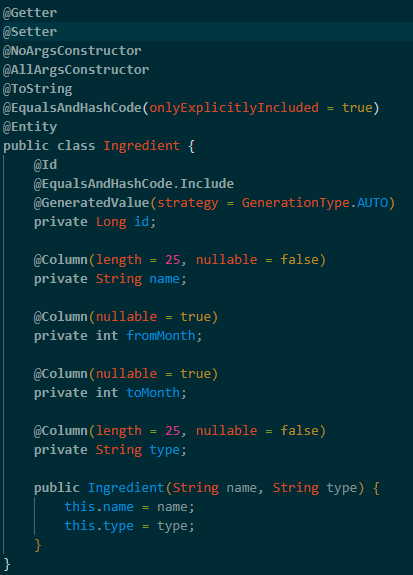 @Getter
@Setter
@NoArgsConstructor
@AllArgsConstructor
@ToString
@EqualsAndHashCode(onlyExplicitlyIncluded = true)
@Entity
public class Ingredient {
    @Id
    @EqualsAndHashCode.Include
    @GeneratedValue(strategy = GenerationType.AUTO)
    private Long id;

    @Column(length = 25, nullable = false)
    private String name;

    @Column(nullable = true)
    private int fromMonth;

    @Column(nullable = true)
    private int toMonth;

    @Column(length = 25, nullable = false)
    private String type;

    public Ingredient(String name, String type) {
        this.name = name;
        this.type = type;
    }
}